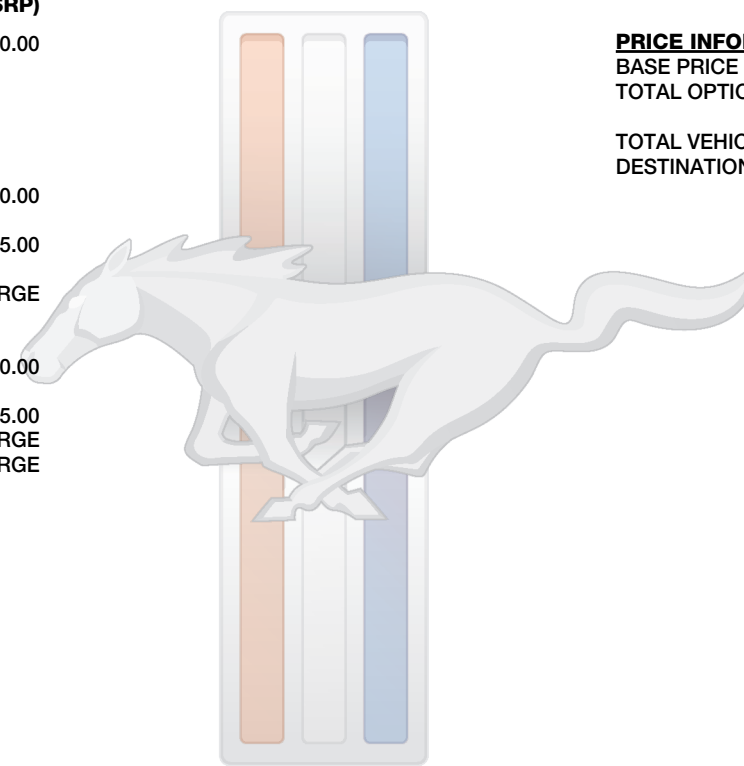 SRP)
0.00
0.00
5.00
RGE
0.00
5.00
RGE
RGE
PRICE INFO
BASE PRICE
TOTAL OPTIO
TOTAL VEHIC
DESTINATION